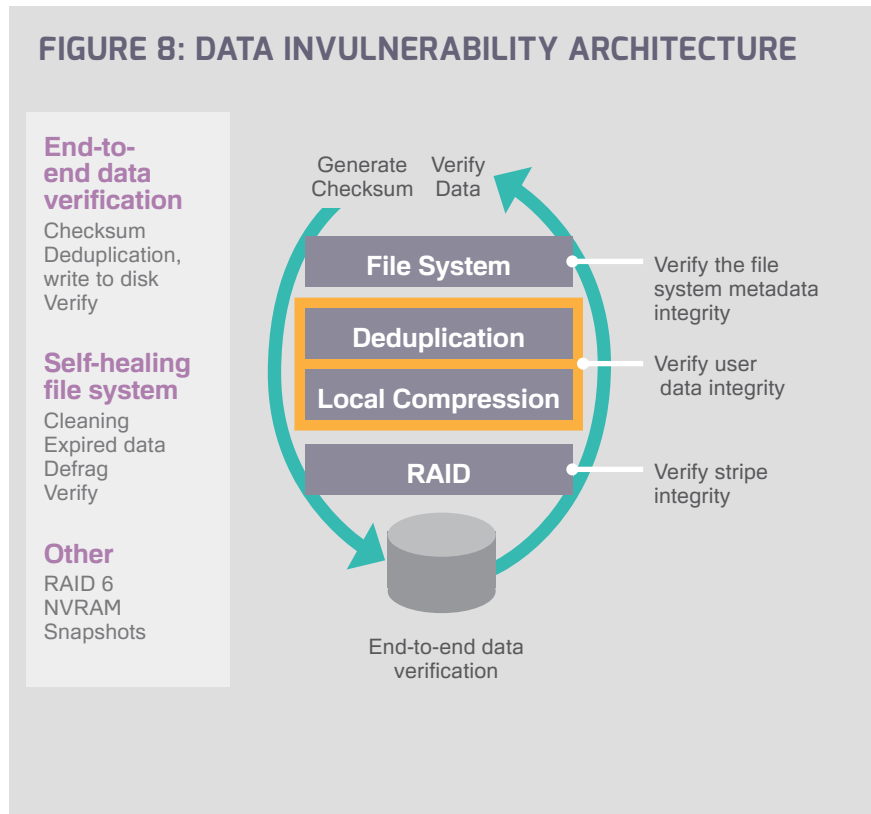 FIGURE 8: DATA INVULNERABILITY ARCHITECTURE
End-to-
end data
verification
Checksum
Deduplication,
write to disk
Verify
Self-healing
file system
Cleaning
Expired data
Defrag
Verify
Other
RAID 6
NVRAM
Snapshots
Generate
Checksum
Verify
Data
File System
Deduplication
Local Compression
RAID
End-to-end data
verification
Verify the file
system metadata
integrity
Verify user
data integrity
Verify stripe
integrity